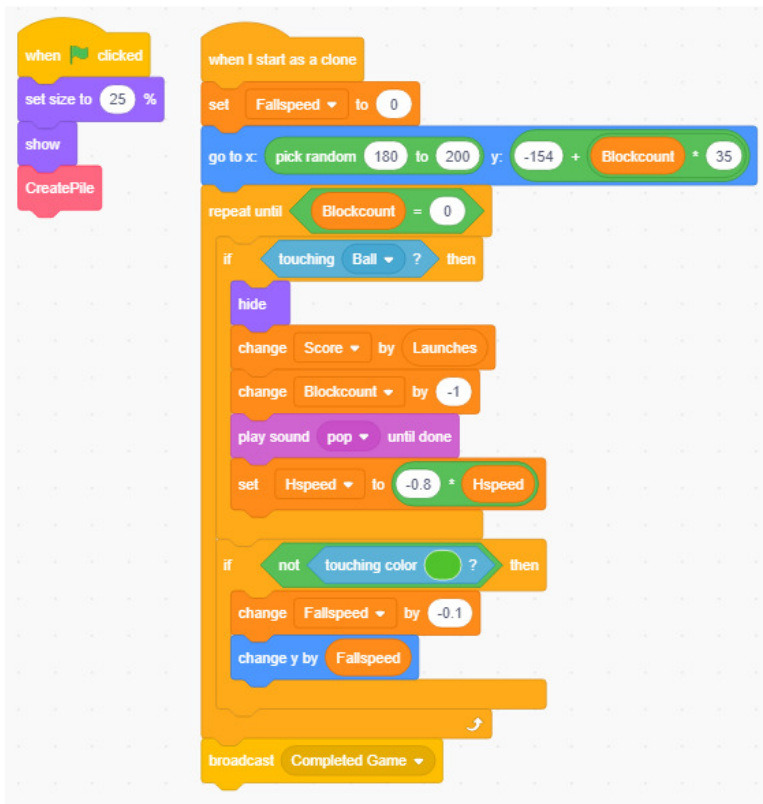 when clicked
set size to 25 %
show
CreatePile
when I start as a clone
set Fallspeed to 0
go to x: pick random 180 to 200 y: -154 + Blockcount * 35
repeat until Blockcount = 0
if touching Ball ? then
hide
change Score by Launches
change Blockcount by -1
play sound pop until done
set Hspeed to -0.8 * Hspeed
if not touching color ? then
change Fallspeed by -0.1
change y by Fallspeed
broadcast Completed Game